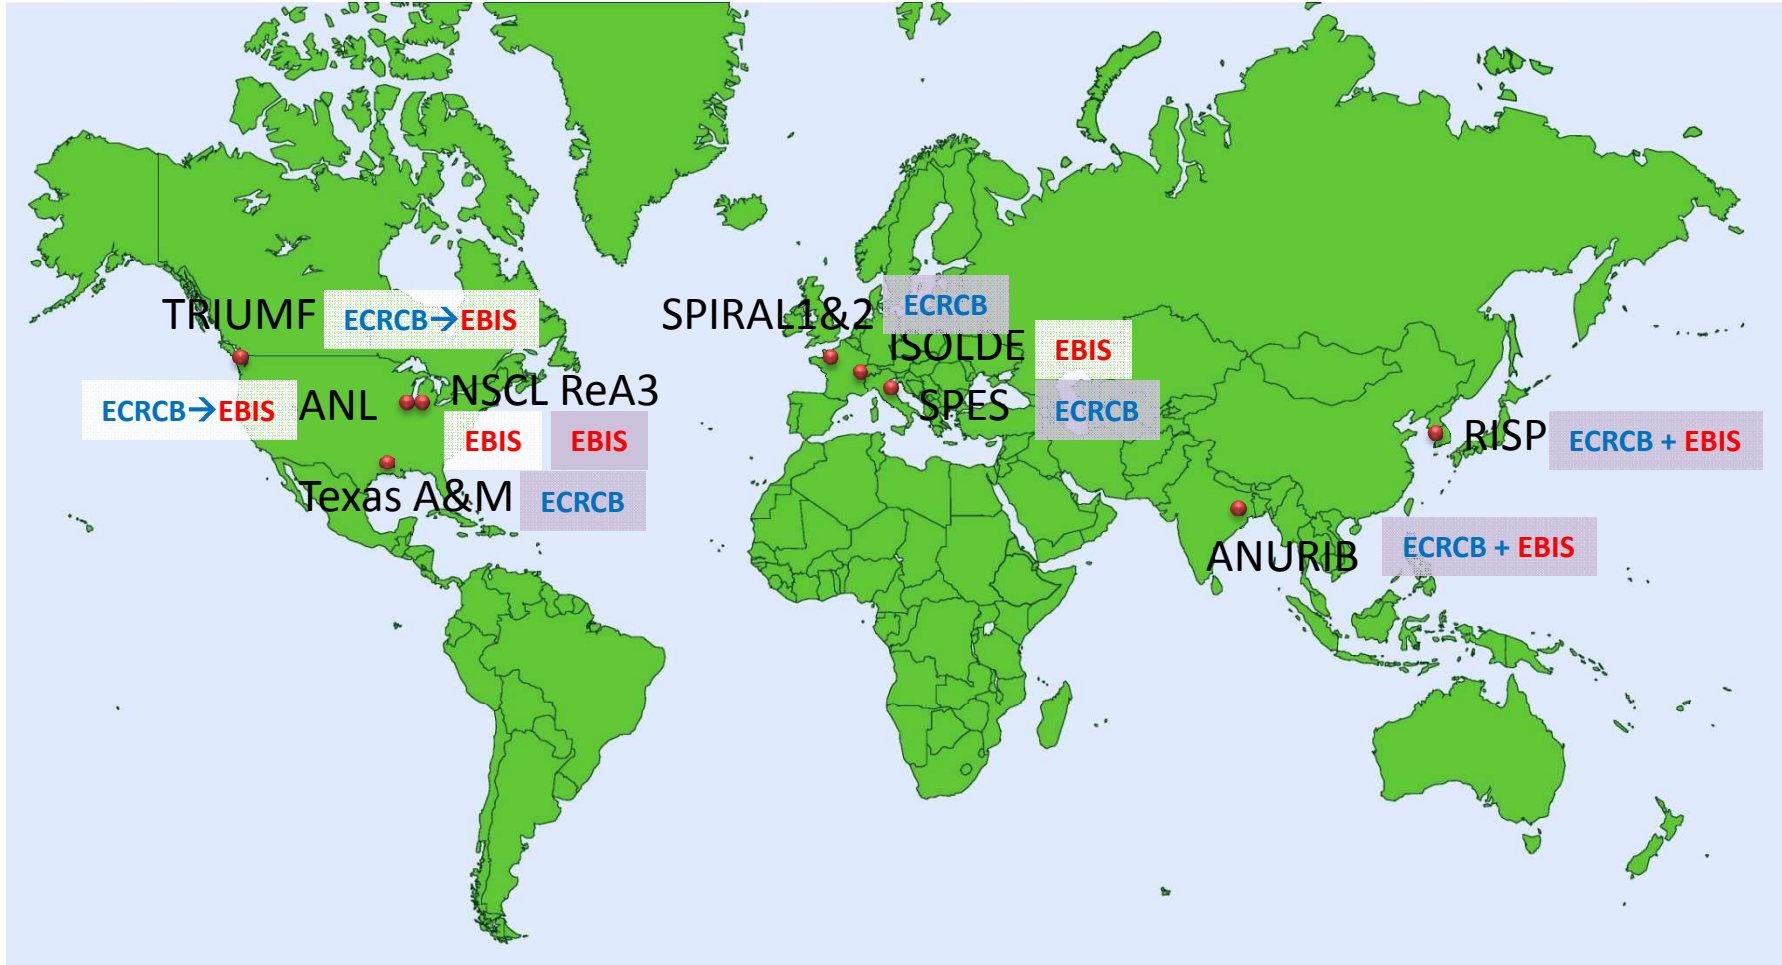 TRIUMF ECRCB→EBIS
ANL ECRCB→EBIS
NSCL ReA3
EBIS EBIS
Texas A&M ECRCB
SPIRAL1&2 ECRCB
ISOLDE EBIS
SPES ECRCB
RISP ECRCB + EBIS
ANURIB ECRCB + EBIS